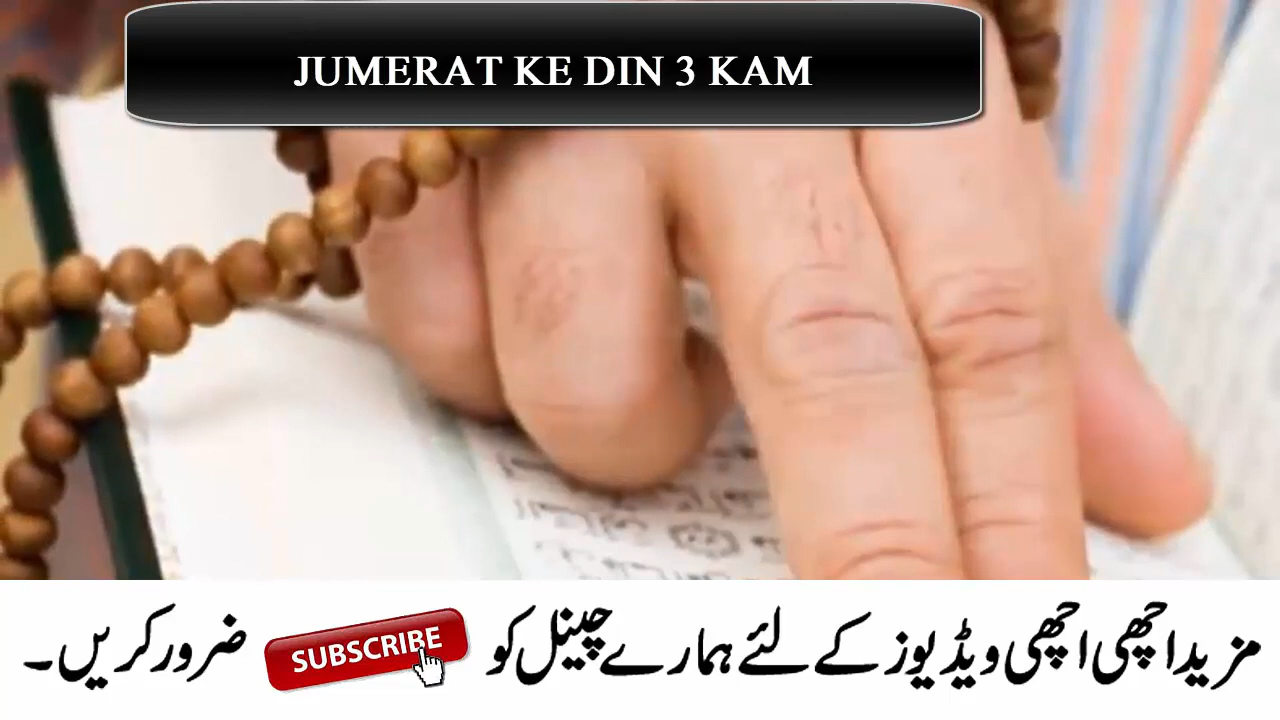 JUMERAT KE DIN 3 KAM
مزید اچھی اچھی ویڈیوز کے لئے ہمارے چینل کو SUBSCRIBE ضرور کریں۔